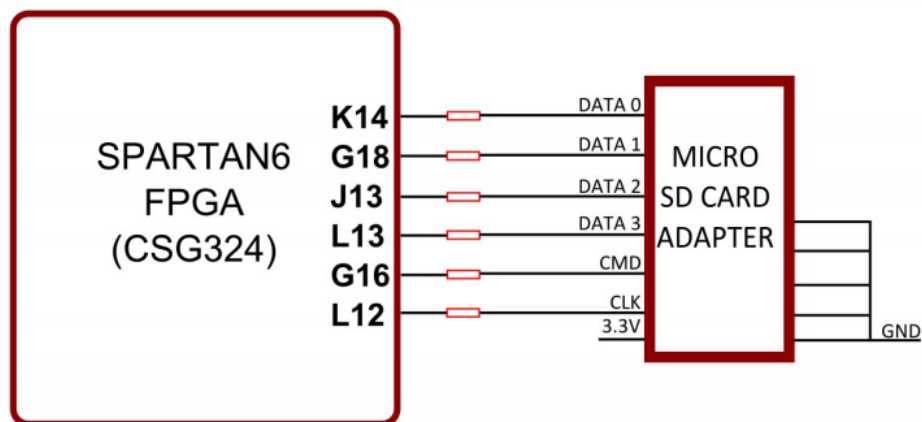 SPARTAN6
FPGA
(CSG324)
K14
G18
J13
L13
G16
L12
DATA 0
DATA 1
DATA 2
DATA 3
CMD
CLK
3.3V
MICRO
SD CARD
ADAPTER
GND